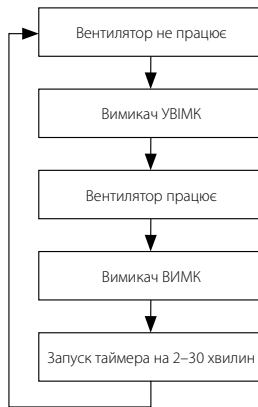 Вентилятор не працює
Вимикач УВІМК
Вентилятор працює
Вимикач ВИМК
Запуск таймера на 2–30 хвилин